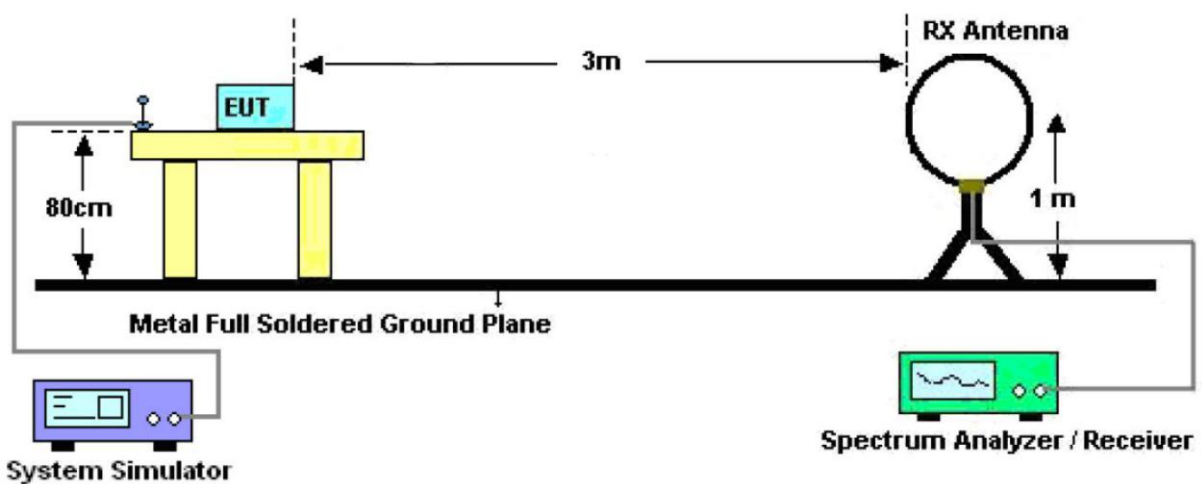 RX Antenna
3m
EUT
80cm
1 m
Metal Full Soldered Ground Plane
System Simulator
Spectrum Analyzer / Receiver